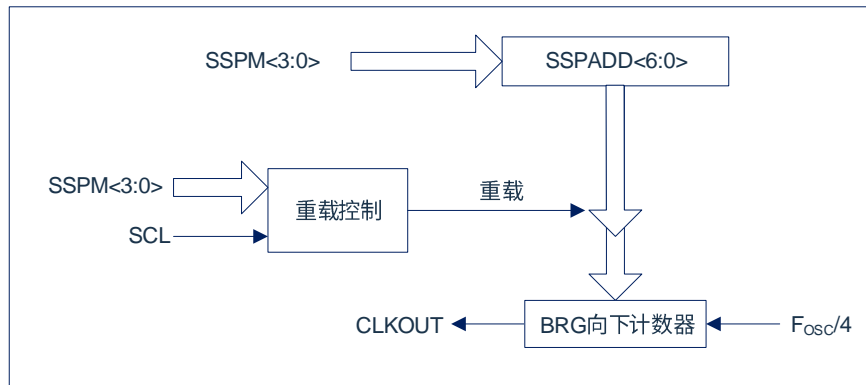 SSPM<3:0>
SSPADD<6:0>
SSPM<3:0>
重载控制
重载
SCL
CLKOUT
BRG向下计数器
FOSC/4